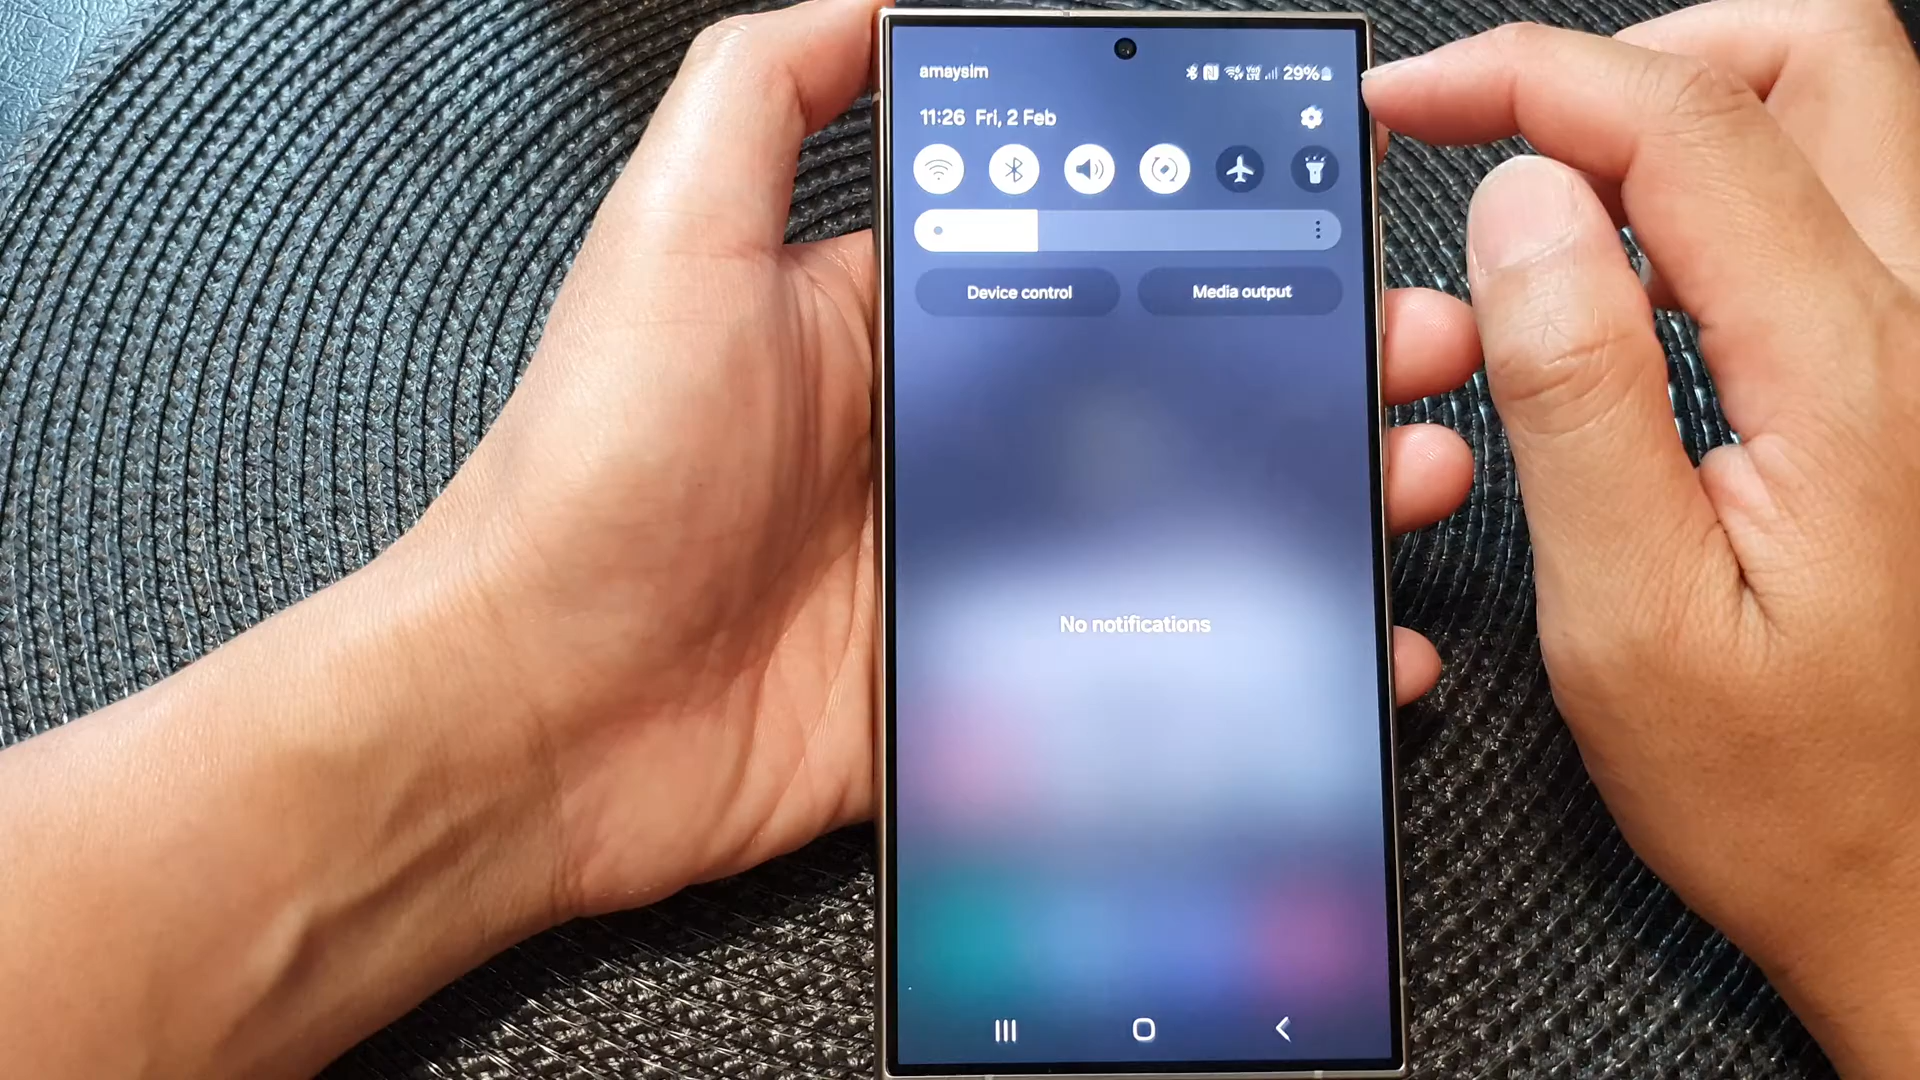 amaysim 29%
11:26 Fri, 2 Feb
Device control Media output
No notifications